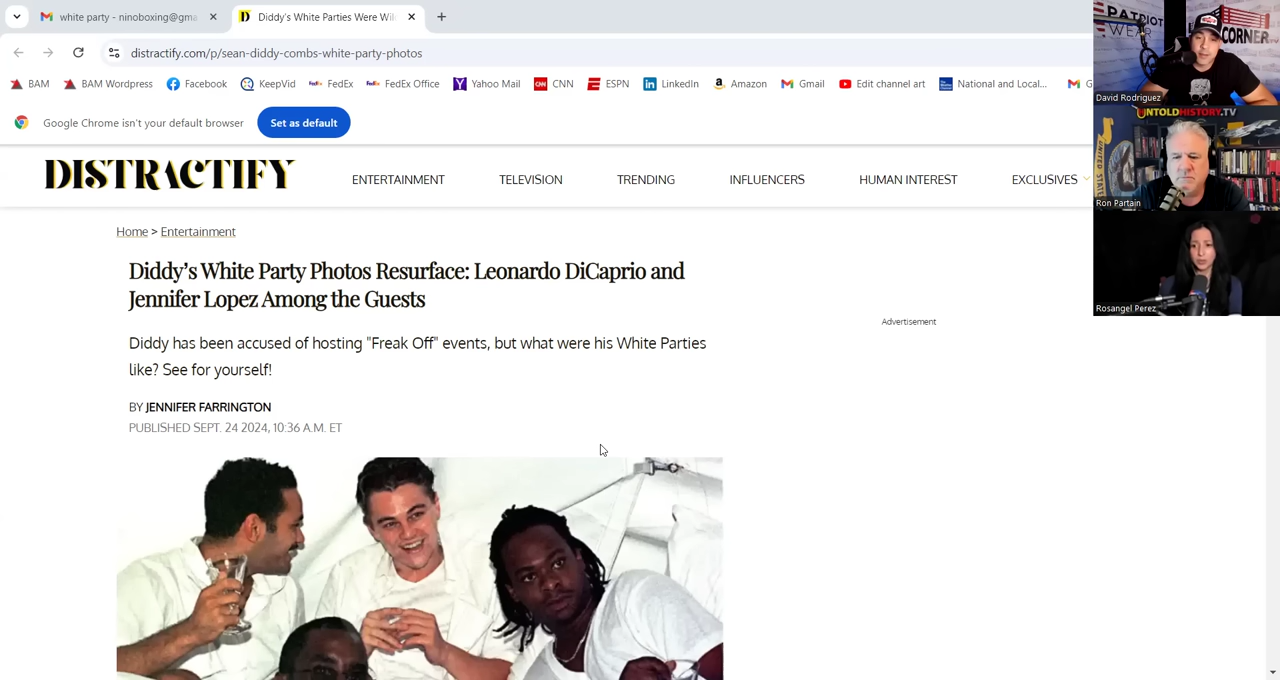 white party - ninoboxing@gma
Diddy's White Parties Were Wil
distractify.com/p/sean-diddy-combs-white-party-photos
BAM
BAM Wordpress
Facebook
KeepVid
FedEx
FedEx Office
Yahoo Mail
CNN
ESPN
LinkedIn
Amazon
Gmail
Edit channel art
National and Local...
G
Google Chrome isn't your default browser
Set as default
DISTRACTIFY
ENTERTAINMENT
TELEVISION
TRENDING
INFLUENCERS
HUMAN INTEREST
EXCLUSIVES
Home > Entertainment
Diddy's White Party Photos Resurface: Leonardo DiCaprio and
Jennifer Lopez Among the Guests
Diddy has been accused of hosting "Freak Off" events, but what were his White Parties
like? See for yourself!
BY JENNIFER FARRINGTON
PUBLISHED SEPT. 24 2024, 10:36 A.M. ET
Advertisement
PATRIOT
WEAR
CORNER
David Rodriguez
UNTOLDHISTORY.TV
UNITED STATE
Ron Partain
Rosangel Perez